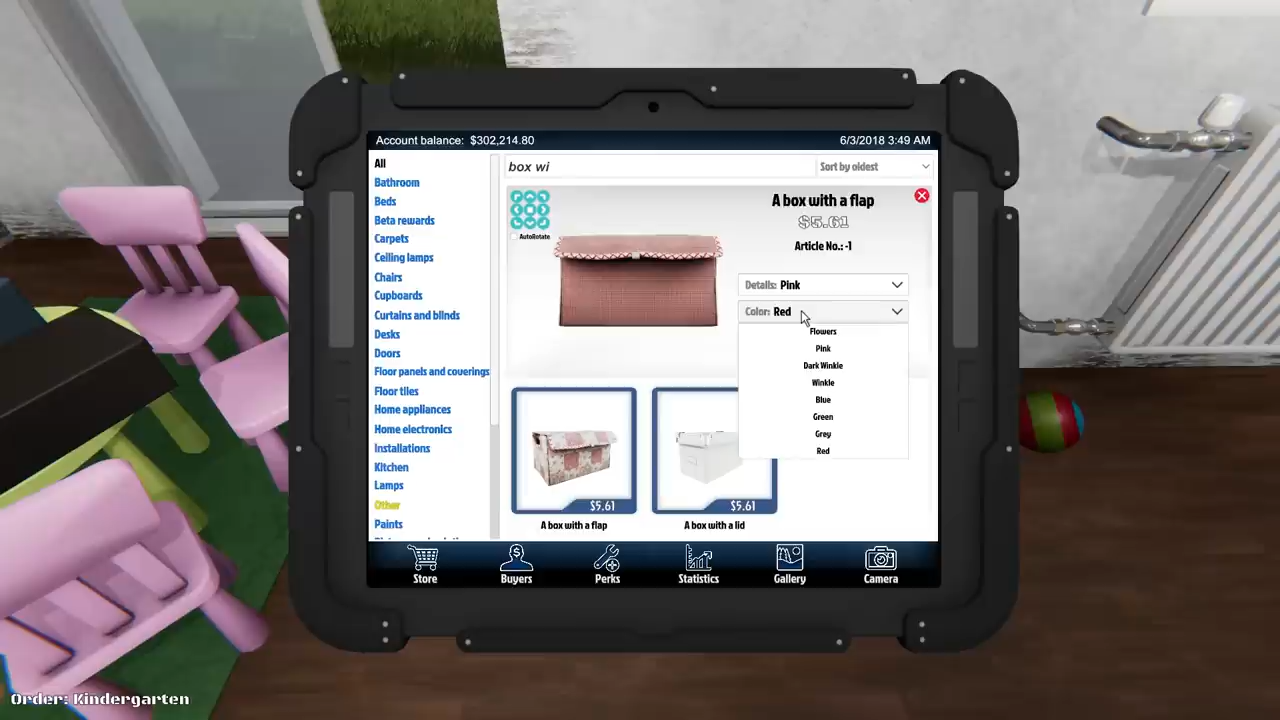 Account balance: $302,214.80
6/3/2018 3:49 AM
All
Bathroom
Beds
Beta rewards
Carpets
Ceiling lamps
Chairs
Cupboards
Curtains and blinds
Desks
Doors
Floor panels and coverings
Floor tiles
Home appliances
Home electronics
Installations
Kitchen
Lamps
Other
Paints
box wi
Sort by oldest
AutoRotate
A box with a flap
$5.61
Article No.: -1
Details: Pink
Color: Red
Flowers
Pink
Dark Winkle
Winkle
Blue
Green
Grey
Red
$5.61
A box with a flap
$5.61
A box with a lid
Store
Buyers
Perks
Statistics
Gallery
Camera
Order: Kindergarten